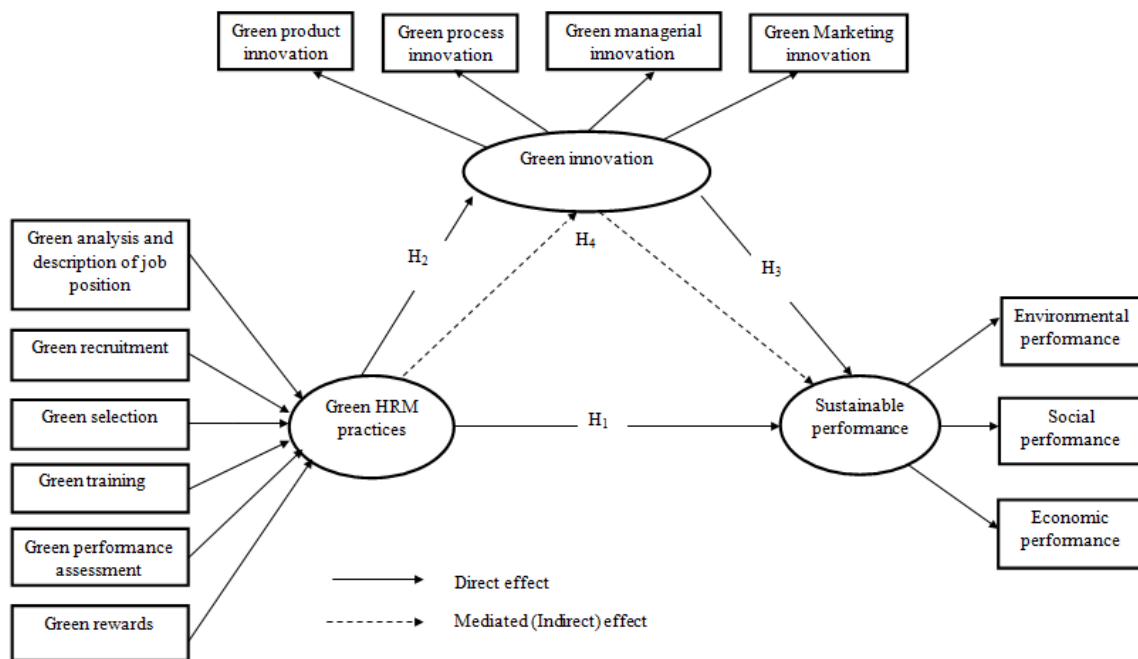 Green product
innovation
Green process
innovation
Green managerial
innovation
Green Marketing
innovation
Green innovation
Green analysis and
description of job
position
Green recruitment
Green selection
Green training
Green performance
assessment
Green rewards
H2
H4
H3
Green HRM
practices
H1
Sustainable
performance
Environmental
performance
Social
performance
Economic
performance
Direct effect
Mediated (Indirect) effect